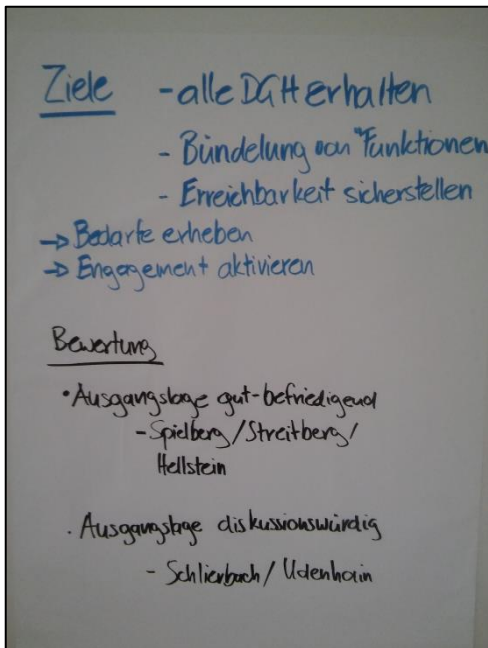 Ziele - alle DGH erhalten
- Bündelung von "Funktionen
- Erreichbarkeit sicherstellen
→ Bedarfe erheben
→ Engagement aktivieren
Bewertung
• Ausgangslage gut-befriedigend
- Spielberg/Streitberg/
Hellstein
• Ausgangslage diskussionswürdig
- Schlierbach/Udenhain